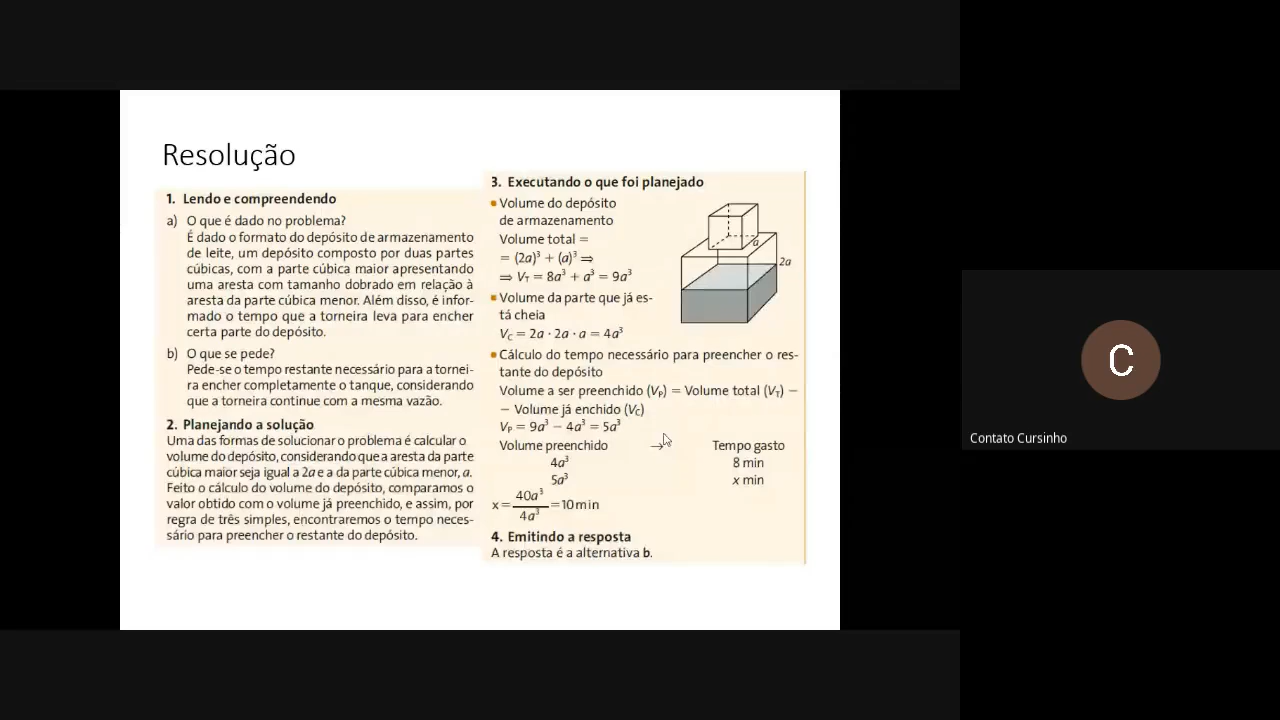 Resolução
1. Lendo e compreendendo
a) O que é dado no problema?
É dado o formato do depósito de armazenamento
de leite, um depósito composto por duas partes
cúbicas, com a parte cúbica maior apresentando
uma aresta com tamanho dobrado em relação à
aresta da parte cúbica menor. Além disso, é infor-
mado o tempo que a torneira leva para encher
certa parte do depósito.
b) O que se pede?
Pede-se o tempo restante necessário para a tornei-
ra encher completamente o tanque, considerando
que a torneira continue com a mesma vazão.
2. Planejando a solução
Uma das formas de solucionar o problema é calcular o
volume do depósito, considerando que a aresta da parte
cúbica maior seja igual a 2a e a da parte cúbica menor, a.
Feito o cálculo do volume do depósito, comparamos o
valor obtido com o volume já preenchido, e assim, por
regra de três simples, encontraremos o tempo neces-
sário para preencher o restante do depósito.
3. Executando o que foi planejado
• Volume do depósito
de armazenamento
Volume total =
= (2a)³ + (a)³ ⇒
⇒ V_T = 8a³ + a³ = 9a³
a
2a
• Volume da parte que já es-
tá cheia
V_C = 2a · 2a · a = 4a³
• Cálculo do tempo necessário para preencher o res-
tante do depósito
Volume a ser preenchido (V_P) = Volume total (V_T) −
− Volume já enchido (V_C)
V_P = 9a³ − 4a³ = 5a³
Volume preenchido → Tempo gasto
4a³ 8 min
5a³ x min
x = 40a³ / 4a³ = 10 min
4. Emitindo a resposta
A resposta é a alternativa b.
C
Contato Cursinho